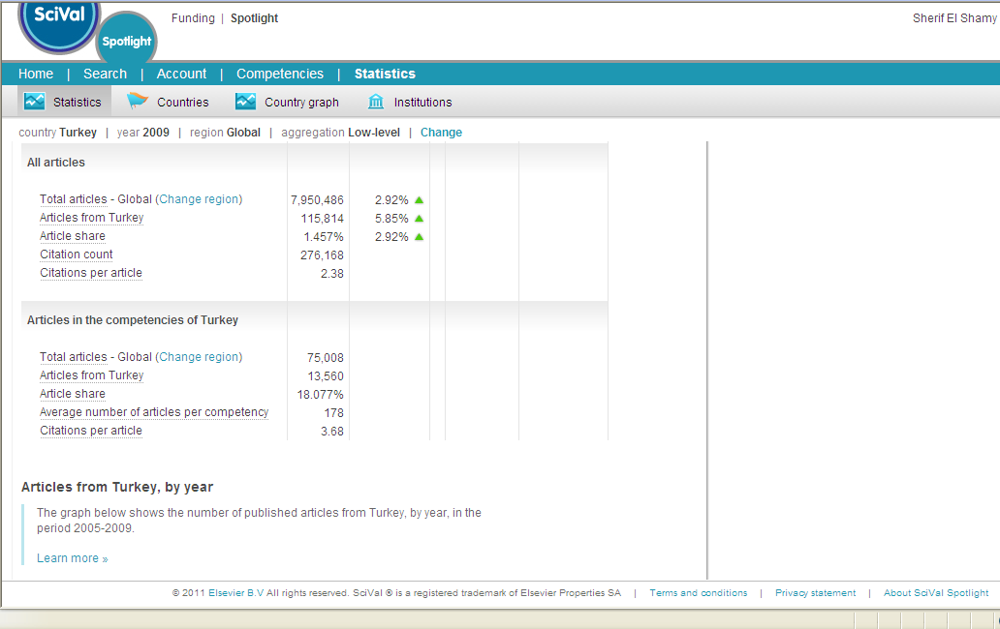 SciVal
Spotlight
Funding | Spotlight
Sherif El Shamy
Home | Search | Account | Competencies | Statistics
Statistics Countries Country graph Institutions
country Turkey | year 2009 | region Global | aggregation Low-level | Change
All articles
Total articles - Global (Change region) 7,950,486 2.92%
Articles from Turkey 115,814 5.85%
Article share 1.457% 2.92%
Citation count 276,168
Citations per article 2.38
Articles in the competencies of Turkey
Total articles - Global (Change region) 75,008
Articles from Turkey 13,560
Article share 18.077%
Average number of articles per competency 178
Citations per article 3.68
Articles from Turkey, by year
The graph below shows the number of published articles from Turkey, by year, in the
period 2005-2009.
Learn more »
© 2011 Elsevier B.V All rights reserved. SciVal ® is a registered trademark of Elsevier Properties SA | Terms and conditions | Privacy statement | About SciVal Spotlight